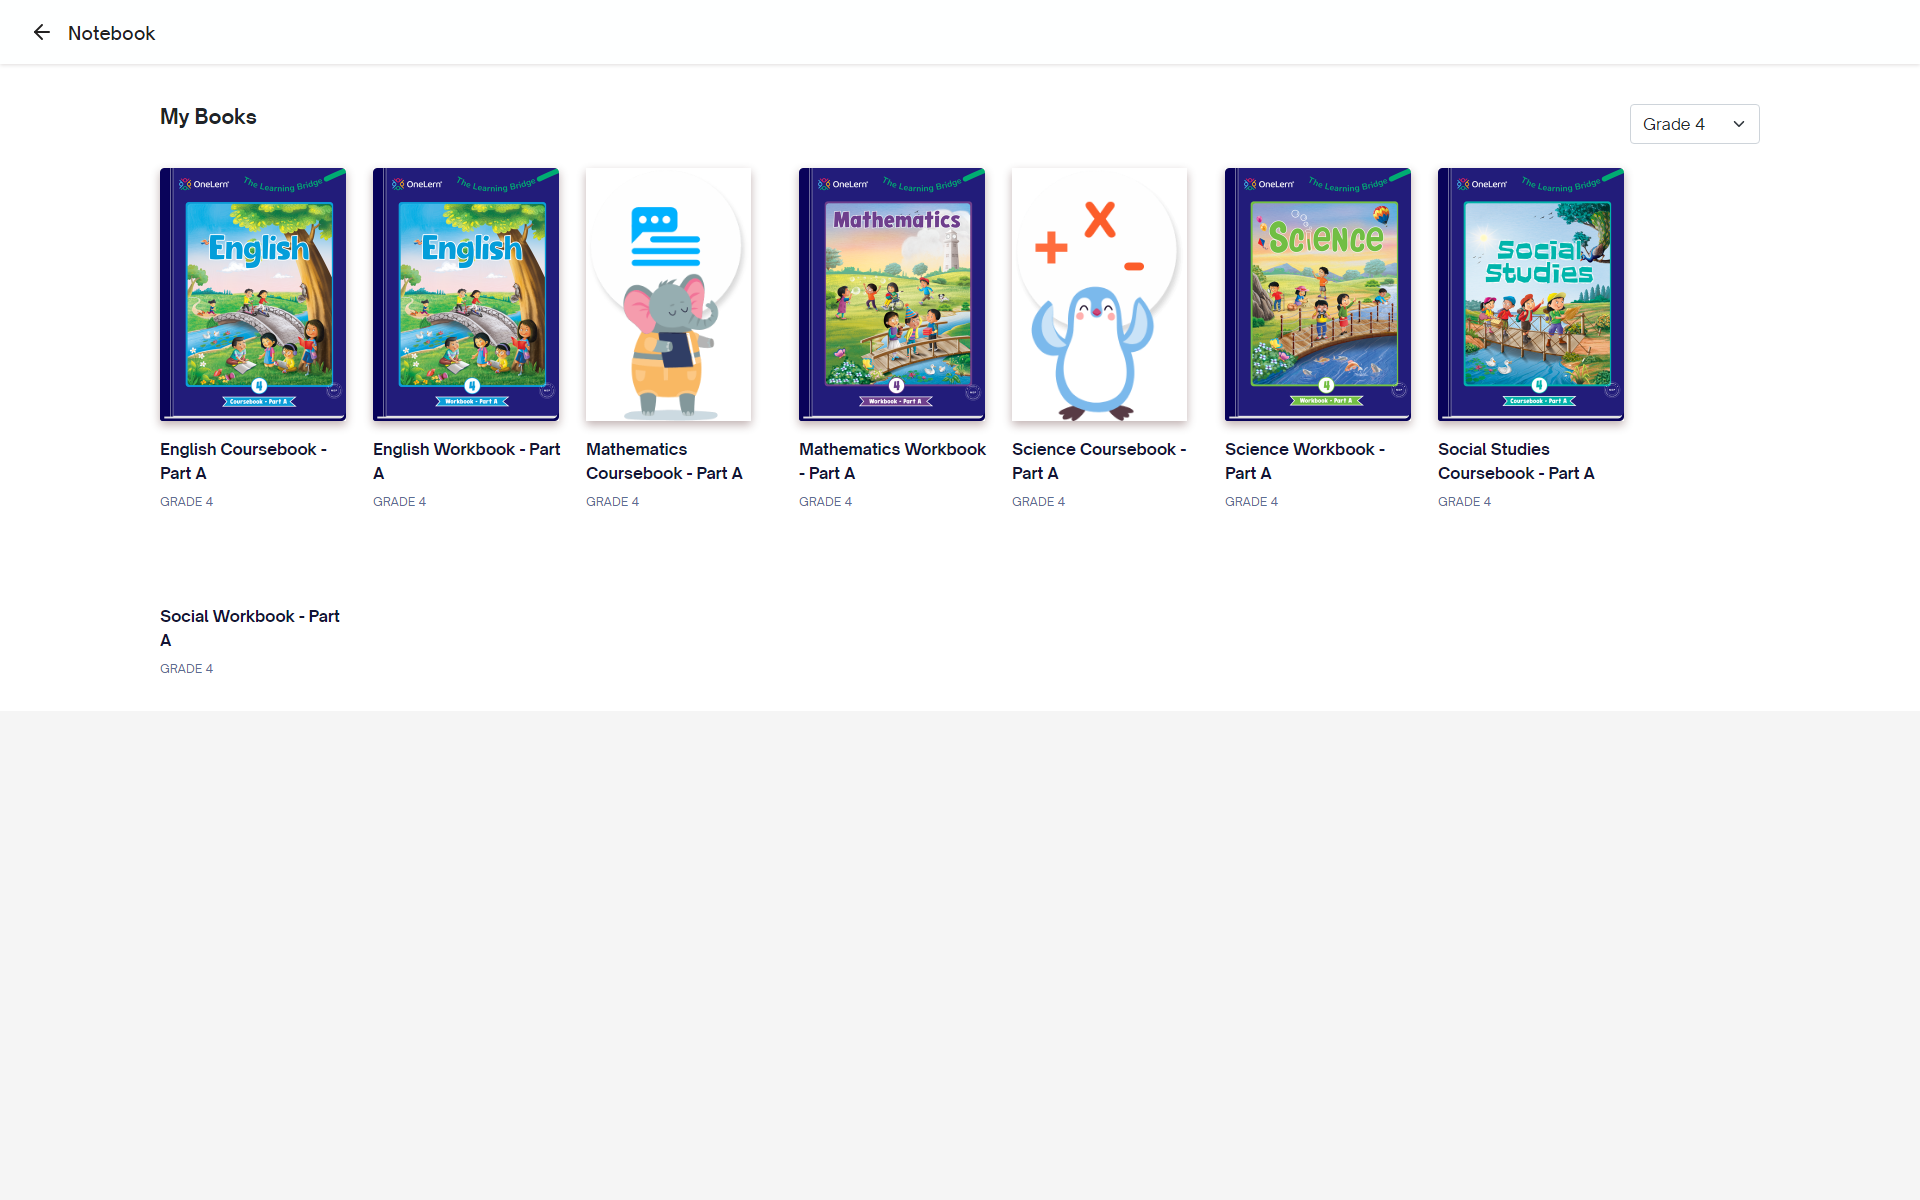 Notebook
My Books
Grade 4
OneLern
The Learning Bridge
English
4
Coursebook - Part A
OneLern
The Learning Bridge
English
4
Workbook - Part A
OneLern
The Learning Bridge
Mathematics
4
Workbook - Part A
OneLern
The Learning Bridge
Science
4
Workbook - Part A
OneLern
The Learning Bridge
Social
Studies
4
Coursebook - Part A
English Coursebook -
Part A
GRADE 4
English Workbook - Part
A
GRADE 4
Mathematics
Coursebook - Part A
GRADE 4
Mathematics Workbook
- Part A
GRADE 4
Science Coursebook -
Part A
GRADE 4
Science Workbook -
Part A
GRADE 4
Social Studies
Coursebook - Part A
GRADE 4
Social Workbook - Part
A
GRADE 4